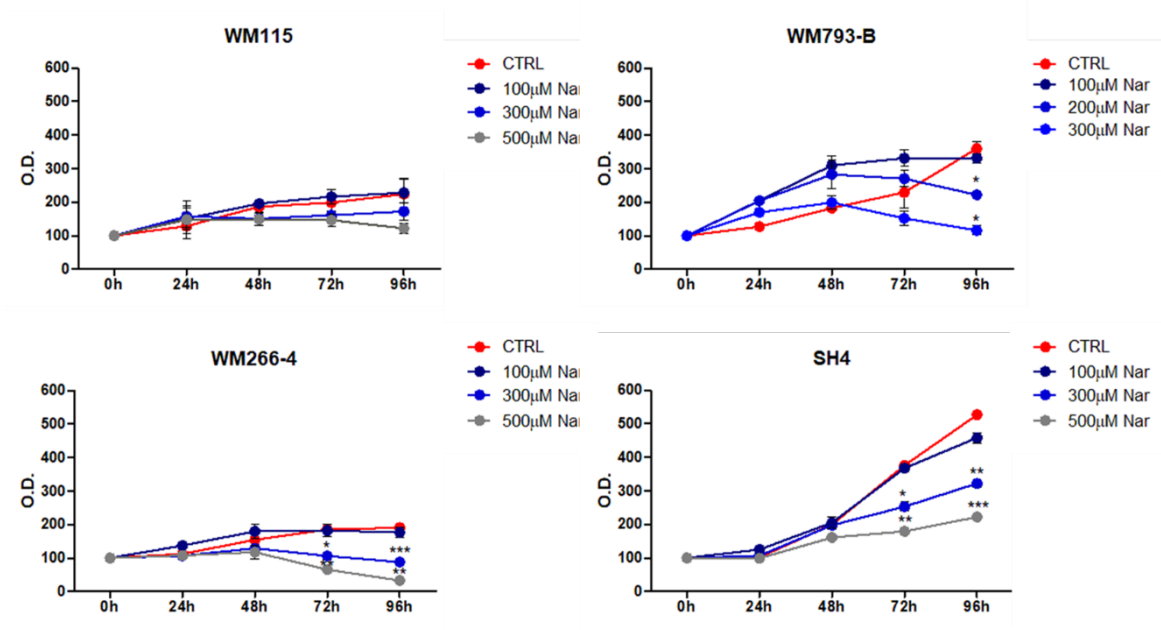 WM115
CTRL
100μM Nar
300μM Nar
500μM Nar
O.D.
600
500
400
300
200
100
0
0h 24h 48h 72h 96h
WM793-B
CTRL
100μM Nar
200μM Nar
300μM Nar
O.D.
600
500
400
300
200
100
0
*
*
0h 24h 48h 72h 96h
WM266-4
CTRL
100μM Nar
300μM Nar
500μM Nar
O.D.
600
500
400
300
200
100
0
* ***
** **
0h 24h 48h 72h 96h
SH4
CTRL
100μM Nar
300μM Nar
500μM Nar
O.D.
600
500
400
300
200
100
0
* **
** ***
0h 24h 48h 72h 96h